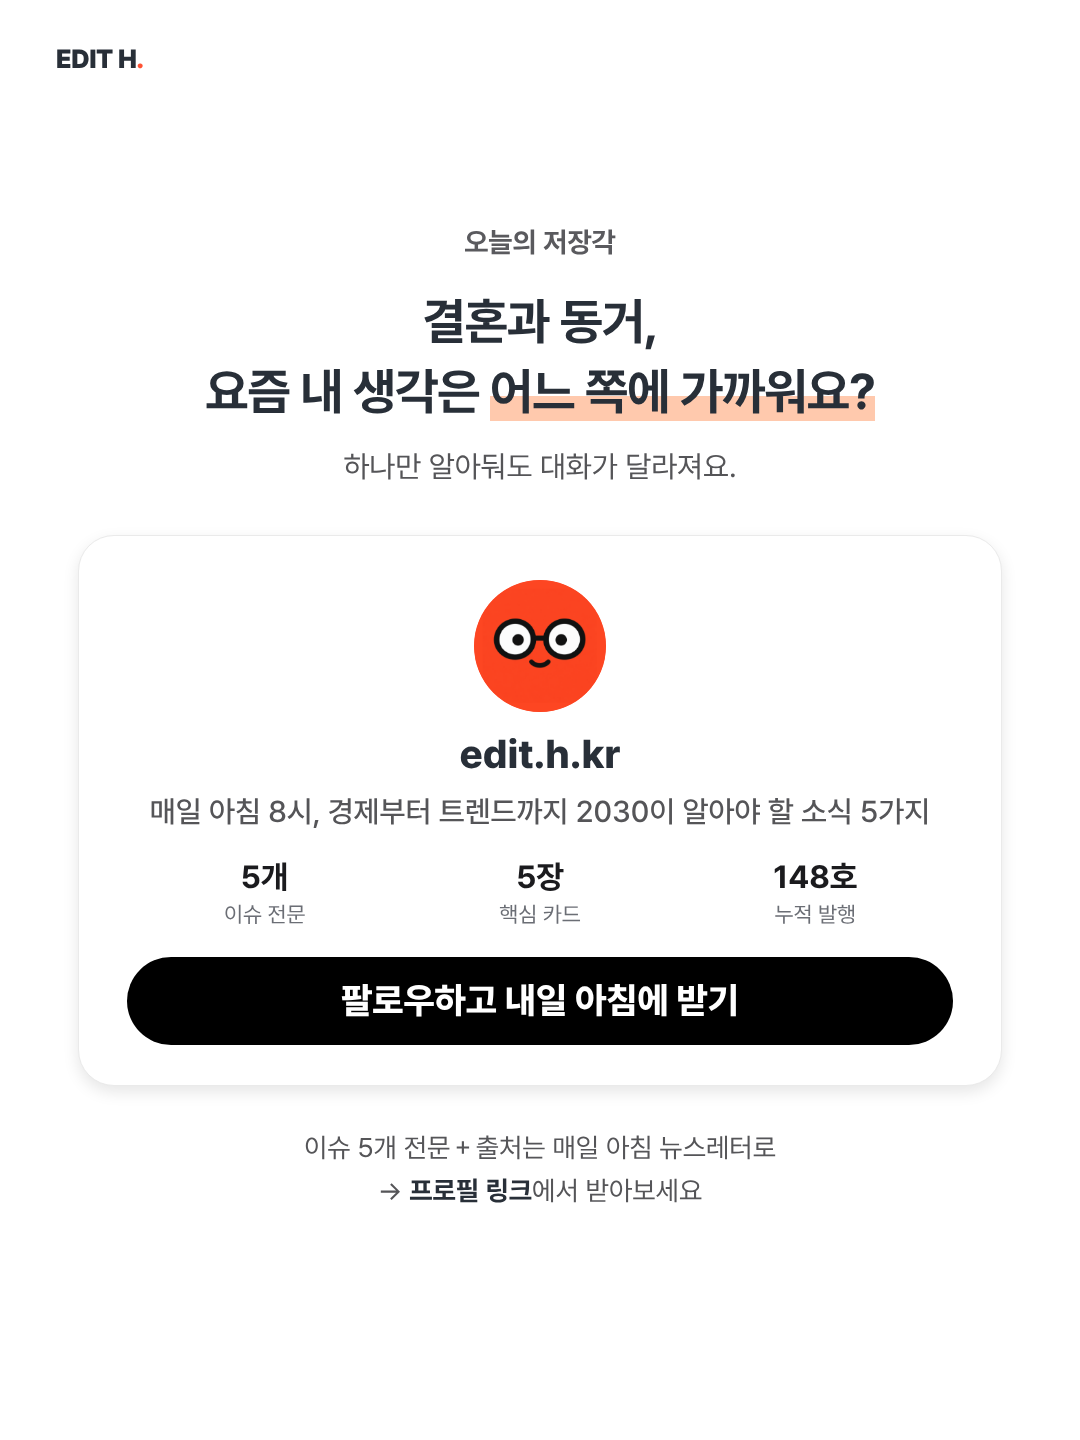 EDIT H.
오늘의 저장각
결혼과 동거,
요즘 내 생각은 어느 쪽에 가까워요?
하나만 알아둬도 대화가 달라져요.
edit.h.kr
매일 아침 8시, 경제부터 트렌드까지 2030이 알아야 할 소식 5가지
5개
이슈 전문
5장
핵심 카드
148호
누적 발행
팔로우하고 내일 아침에 받기
이슈 5개 전문 + 출처는 매일 아침 뉴스레터로
→ 프로필 링크에서 받아보세요